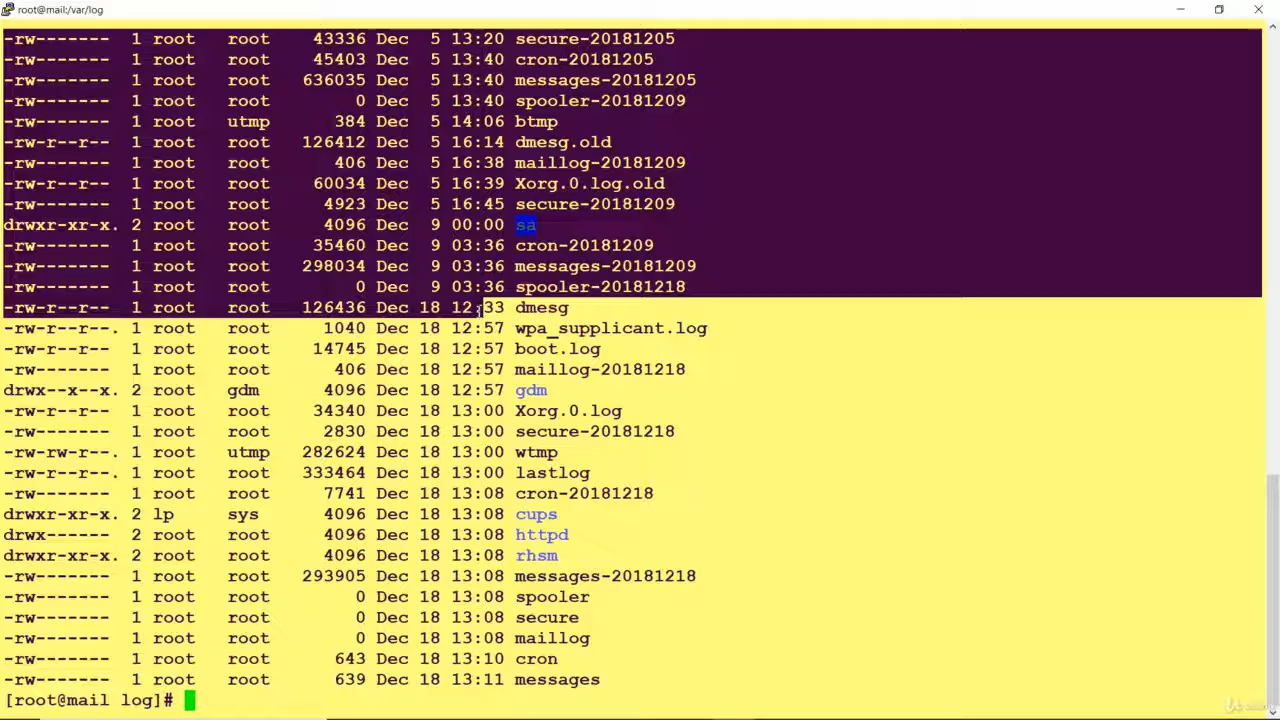 root@mail:/var/log
-rw------- 1 root root 43336 Dec 5 13:20 secure-20181205
-rw------- 1 root root 45403 Dec 5 13:40 cron-20181205
-rw------- 1 root root 636035 Dec 5 13:40 messages-20181205
-rw------- 1 root root 0 Dec 5 13:40 spooler-20181209
-rw------- 1 root utmp 384 Dec 5 14:06 btmp
-rw-r--r-- 1 root root 126412 Dec 5 16:14 dmesg.old
-rw------- 1 root root 406 Dec 5 16:38 maillog-20181209
-rw-r--r-- 1 root root 60034 Dec 5 16:39 Xorg.0.log.old
-rw------- 1 root root 4923 Dec 5 16:45 secure-20181209
drwxr-xr-x. 2 root root 4096 Dec 9 00:00 sa
-rw------- 1 root root 35460 Dec 9 03:36 cron-20181209
-rw------- 1 root root 298034 Dec 9 03:36 messages-20181209
-rw------- 1 root root 0 Dec 9 03:36 spooler-20181218
-rw-r--r-- 1 root root 126436 Dec 18 12:33 dmesg
-rw-r--r--. 1 root root 1040 Dec 18 12:57 wpa_supplicant.log
-rw-r--r--. 1 root root 14745 Dec 18 12:57 boot.log
-rw------- 1 root root 406 Dec 18 12:57 maillog-20181218
drwx--x--x. 2 root gdm 4096 Dec 18 12:57 gdm
-rw-r--r--. 1 root root 34340 Dec 18 13:00 Xorg.0.log
-rw------- 1 root root 2830 Dec 18 13:00 secure-20181218
-rw-rw-r--. 1 root utmp 282624 Dec 18 13:00 wtmp
-rw-r--r--. 1 root root 333464 Dec 18 13:00 lastlog
-rw------- 1 root root 7741 Dec 18 13:08 cron-20181218
drwxr-xr-x. 2 lp sys 4096 Dec 18 13:08 cups
drwx------ 2 root root 4096 Dec 18 13:08 httpd
drwxr-xr-x. 2 root root 4096 Dec 18 13:08 rhsm
-rw------- 1 root root 293905 Dec 18 13:08 messages-20181218
-rw------- 1 root root 0 Dec 18 13:08 spooler
-rw------- 1 root root 0 Dec 18 13:08 secure
-rw------- 1 root root 0 Dec 18 13:08 maillog
-rw------- 1 root root 643 Dec 18 13:10 cron
-rw------- 1 root root 639 Dec 18 13:11 messages
[root@mail log]#